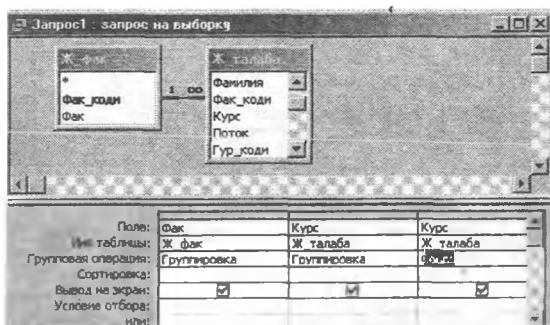 Запрос1 : запрос на выборку
Ж_фак
Ж_талаба
*
Фак_коди
Фак
1 ∞
Фамилия
Фак_коди
Курс
Поток
Гур_коди
Поле: Фак Курс Курс
Имя таблицы: Ж_фак Ж_талаба Ж_талаба
Групповая операция: Группировка Группировка
Сортировка:
Вывод на экран:
Условие отбора:
или: